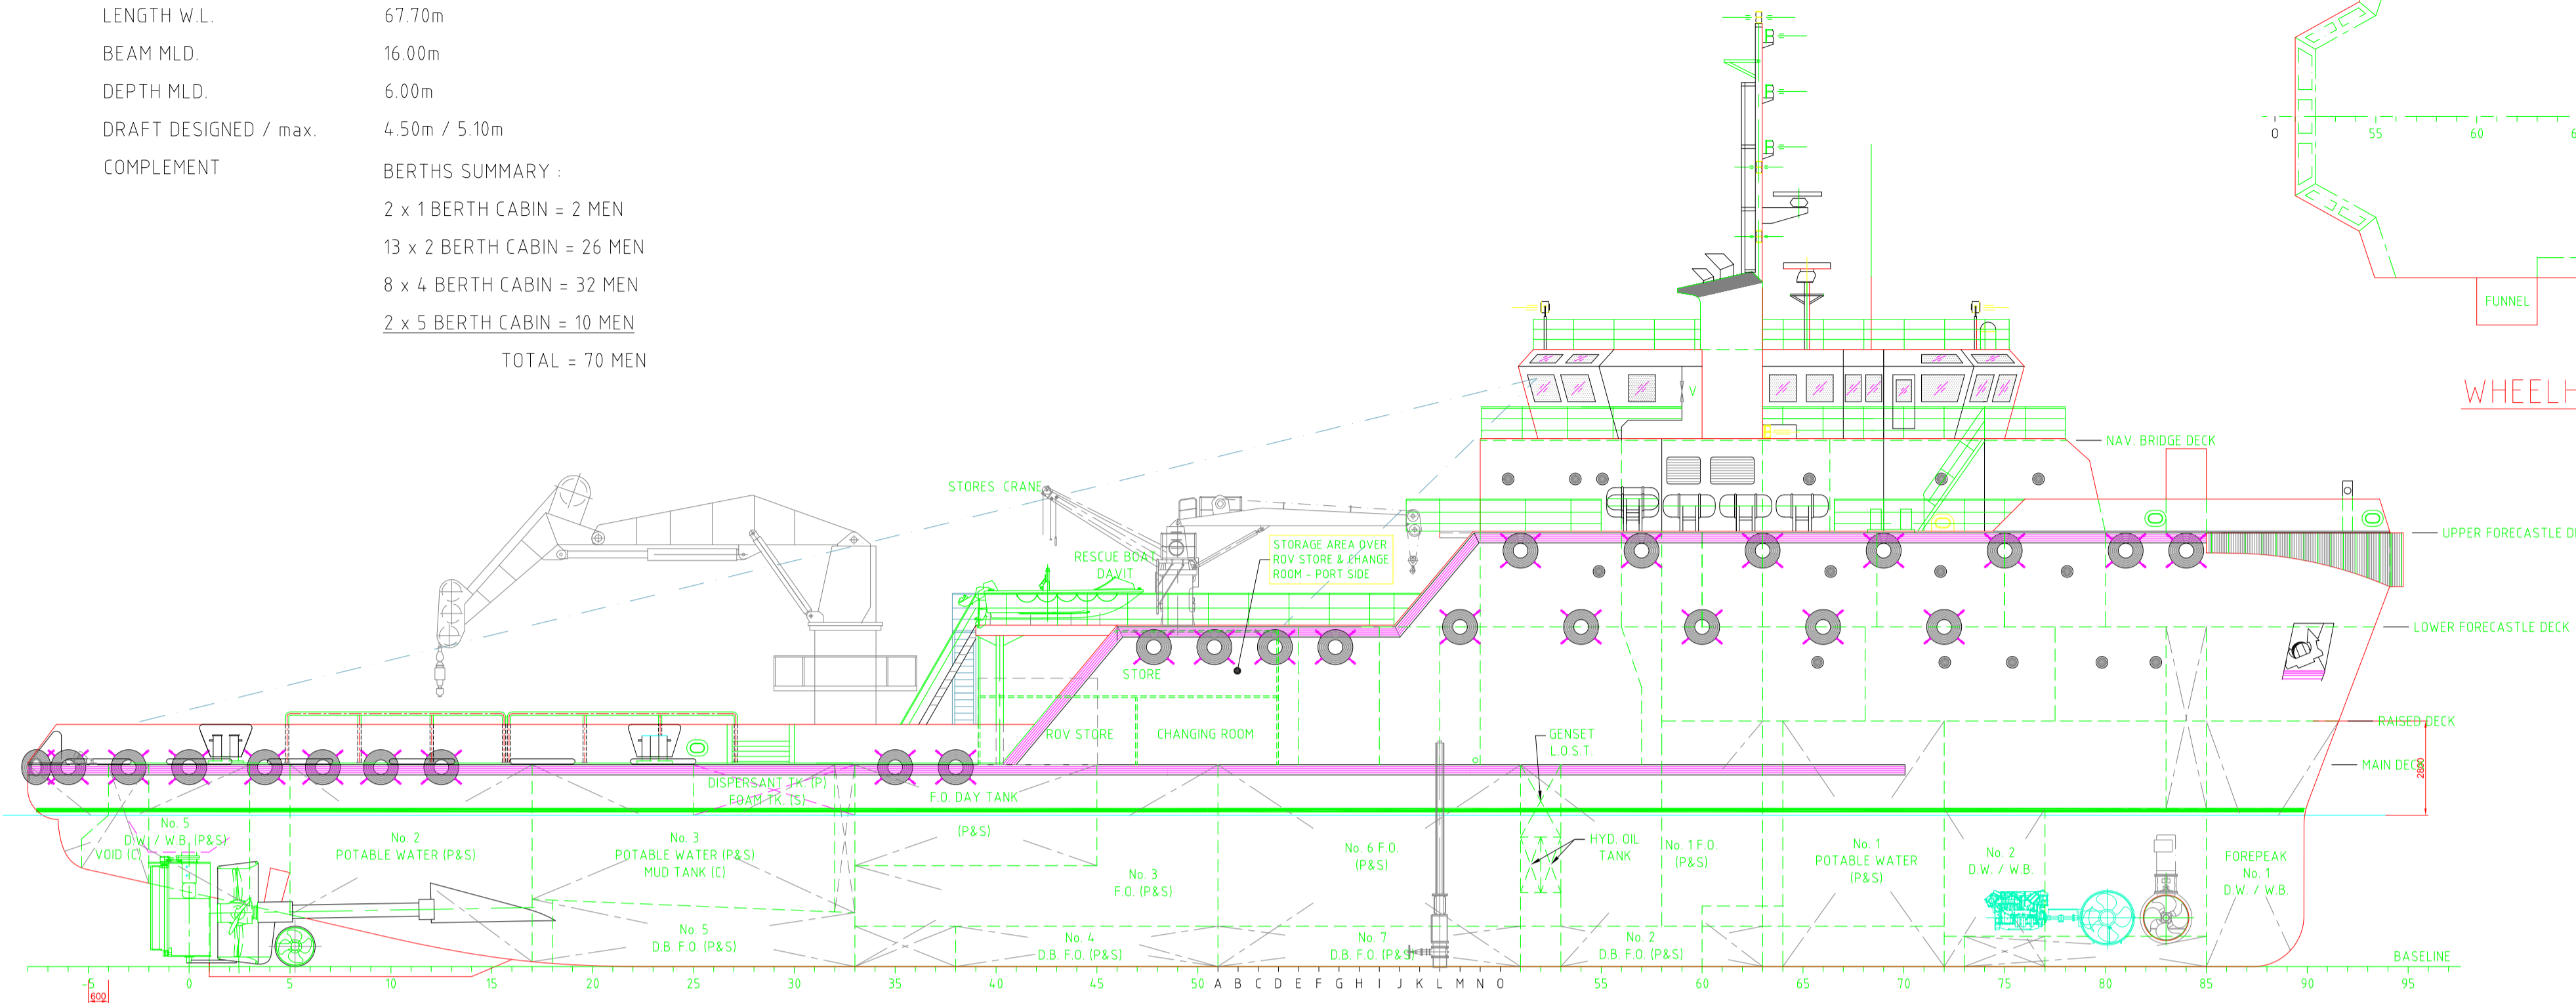 LENGTH W.L. 67.70m
BEAM MLD. 16.00m
DEPTH MLD. 6.00m
DRAFT DESIGNED / max. 4.50m / 5.10m
COMPLEMENT BERTHS SUMMARY :
2 x 1 BERTH CABIN = 2 MEN
13 x 2 BERTH CABIN = 26 MEN
8 x 4 BERTH CABIN = 32 MEN
2 x 5 BERTH CABIN = 10 MEN
TOTAL = 70 MEN
0 55 60
FUNNEL
WHEELH
V
NAV. BRIDGE DECK
UPPER FORECASTLE D
LOWER FORECASTLE DECK
RAISED DECK
MAIN DECK
2800
BASELINE
STORES CRANE
RESCUE BOAT
DAVIT
STORAGE AREA OVER
ROV STORE & CHANGE
ROOM - PORT SIDE
STORE
ROV STORE
CHANGING ROOM
GENSET
L.O.S.T.
DISPERSANT TK. (P)
FOAM TK. (S)
F.O. DAY TANK
(P&S)
No. 5
D.W. / W.B. (P&S)
VOID (C)
No. 2
POTABLE WATER (P&S)
No. 3
POTABLE WATER (P&S)
MUD TANK (C)
No. 3
F.O. (P&S)
No. 6 F.O.
(P&S)
HYD. OIL
TANK
No. 1 F.O.
(P&S)
No. 1
POTABLE WATER
(P&S)
No. 2
D.W. / W.B.
FOREPEAK
No. 1
D.W. / W.B.
No. 5
D.B. F.O. (P&S)
No. 4
D.B. F.O. (P&S)
No. 7
D.B. F.O. (P&S)
No. 2
D.B. F.O. (P&S)
-5 0 5 10 15 20 25 30 35 40 45 50 A B C D E F G H I J K L M N O 55 60 65 70 75 80 85 90 95
600